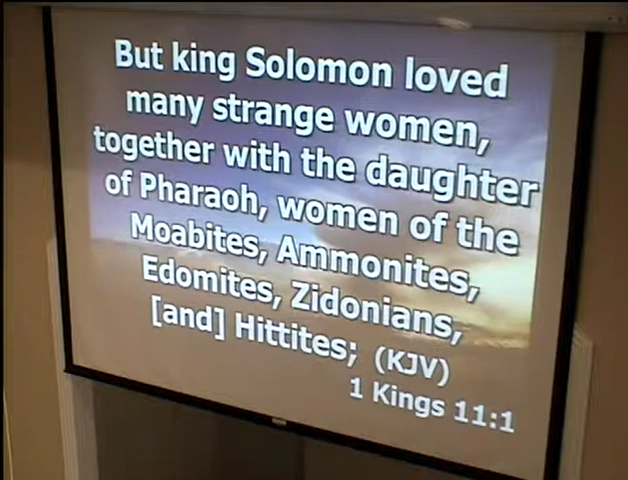 But king Solomon loved
many strange women,
together with the daughter
of Pharaoh, women of the
Moabites, Ammonites,
Edomites, Zidonians,
[and] Hittites; (KJV)
1 Kings 11:1